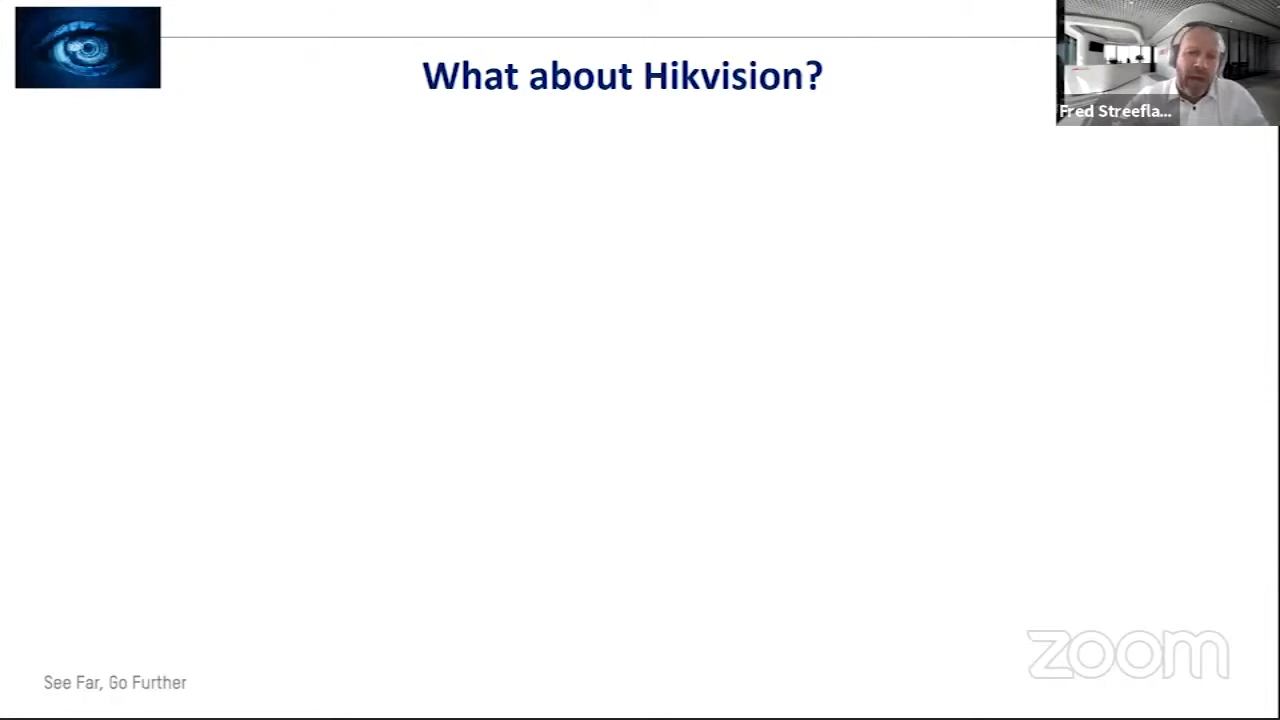 What about Hikvision?
Fred Streefla...
zoom
See Far, Go Further